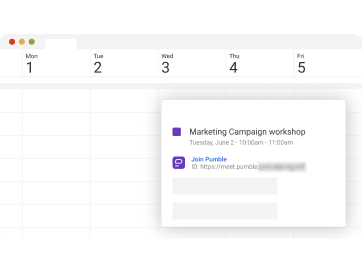 Mon Tue Wed Thu Fri
1 2 3 4 5
Marketing Campaign workshop
Tuesday, June 2 - 10:00am - 11:00am
Join Pumble
ID: https://meet.pumble.